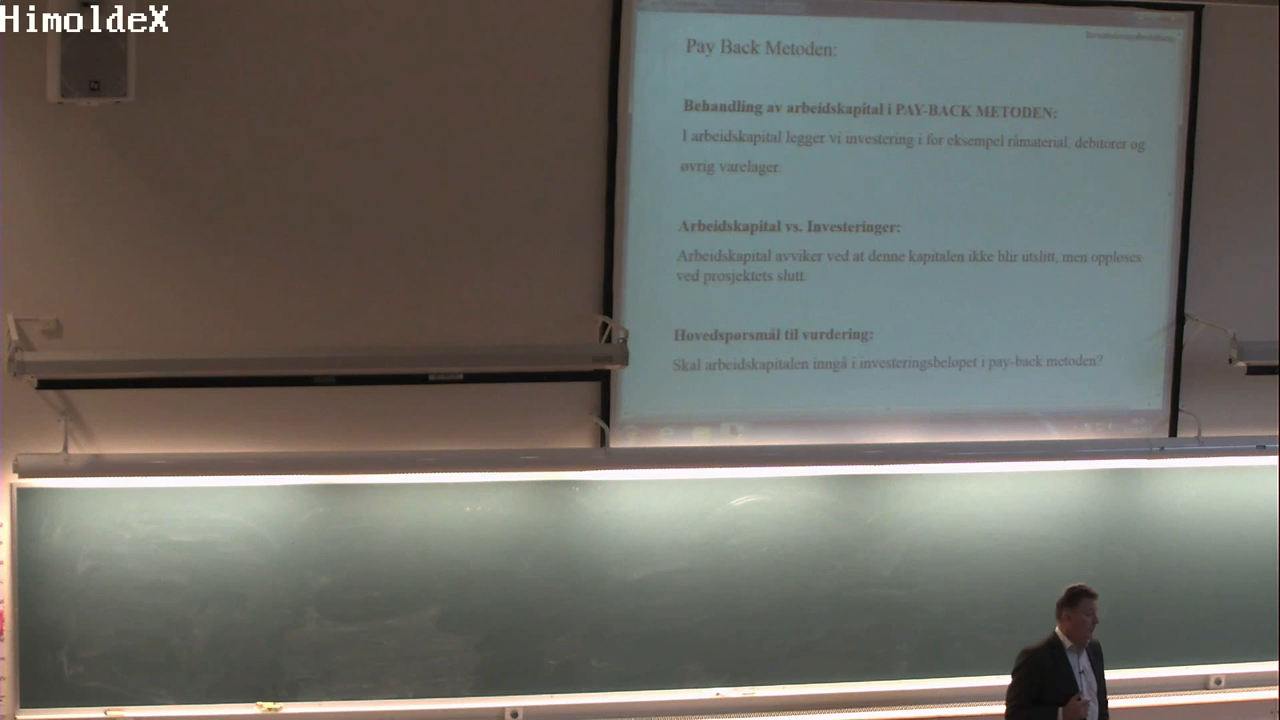 HimoldeX
Pay Back Metoden:
Behandling av arbeidskapital i PAY-BACK METODEN:
I arbeidskapital legger vi investering i for eksempel råmaterial, debitorer og
øvrig varelager.
Arbeidskapital vs. Investeringer:
Arbeidskapital avviker ved at denne kapitalen ikke blir utslitt, men oppløses
ved prosjektets slutt.
Hovedspørsmål til vurdering:
Skal arbeidskapitalen inngå i investeringsbeløpet i pay-back metoden?